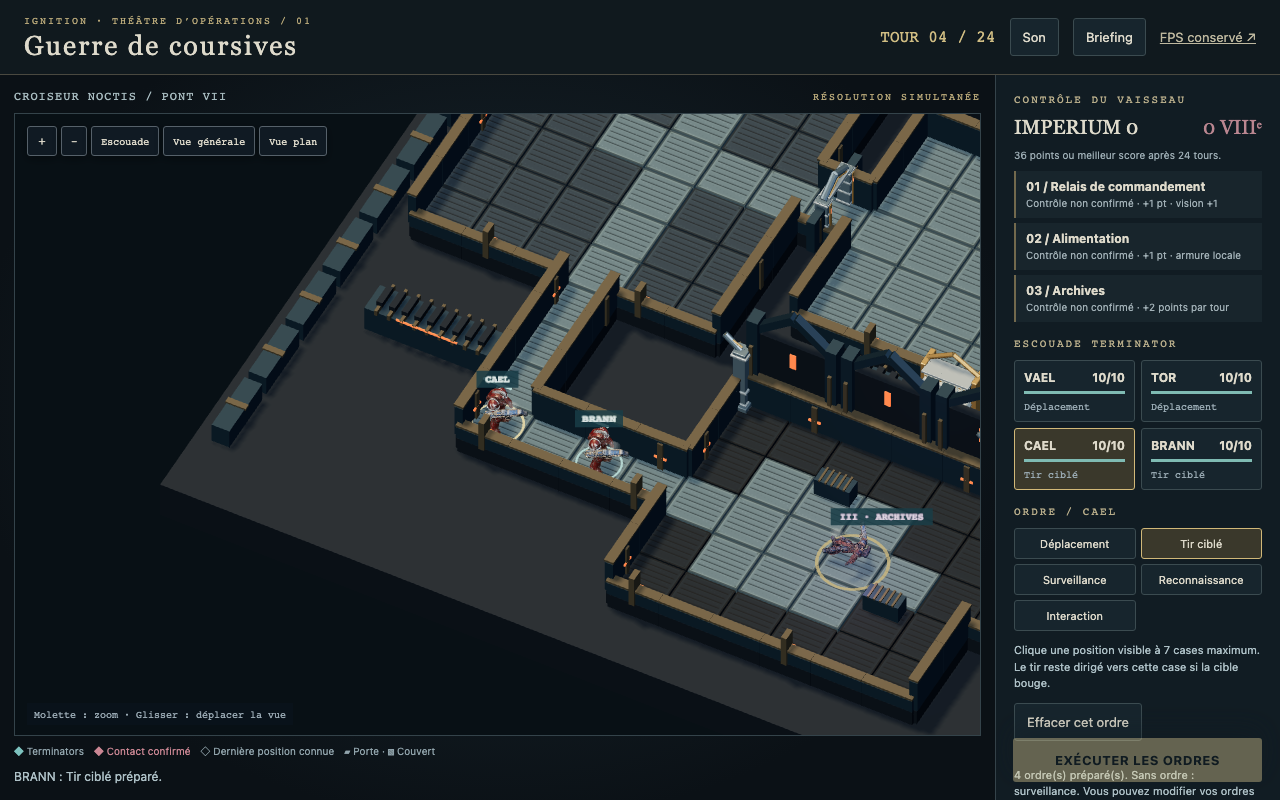 IGNITION · THÉÂTRE D’OPÉRATIONS / 01
Guerre de coursives
TOUR 04 / 24
Son
Briefing
FPS conservé ↗
CROISEUR NOCTIS / PONT VII
RÉSOLUTION SIMULTANÉE
+
−
Escouade
Vue générale
Vue plan
CAEL
BRANN
III · ARCHIVES
Molette : zoom · Glisser : déplacer la vue
Terminators
Contact confirmé
Dernière position connue
Porte · Couvert
BRANN : Tir ciblé préparé.
CONTRÔLE DU VAISSEAU
IMPERIUM 0
0 VIIIᵉ
36 points ou meilleur score après 24 tours.
01 / Relais de commandement
Contrôle non confirmé · +1 pt · vision +1
02 / Alimentation
Contrôle non confirmé · +1 pt · armure locale
03 / Archives
Contrôle non confirmé · +2 points par tour
ESCOUADE TERMINATOR
VAEL 10/10
Déplacement
TOR 10/10
Déplacement
CAEL 10/10
Tir ciblé
BRANN 10/10
Tir ciblé
ORDRE / CAEL
Déplacement
Tir ciblé
Surveillance
Reconnaissance
Interaction
Clique une position visible à 7 cases maximum.
Le tir reste dirigé vers cette case si la cible
bouge.
Effacer cet ordre
EXÉCUTER LES ORDRES
4 ordre(s) préparé(s). Sans ordre :
surveillance. Vous pouvez modifier vos ordres